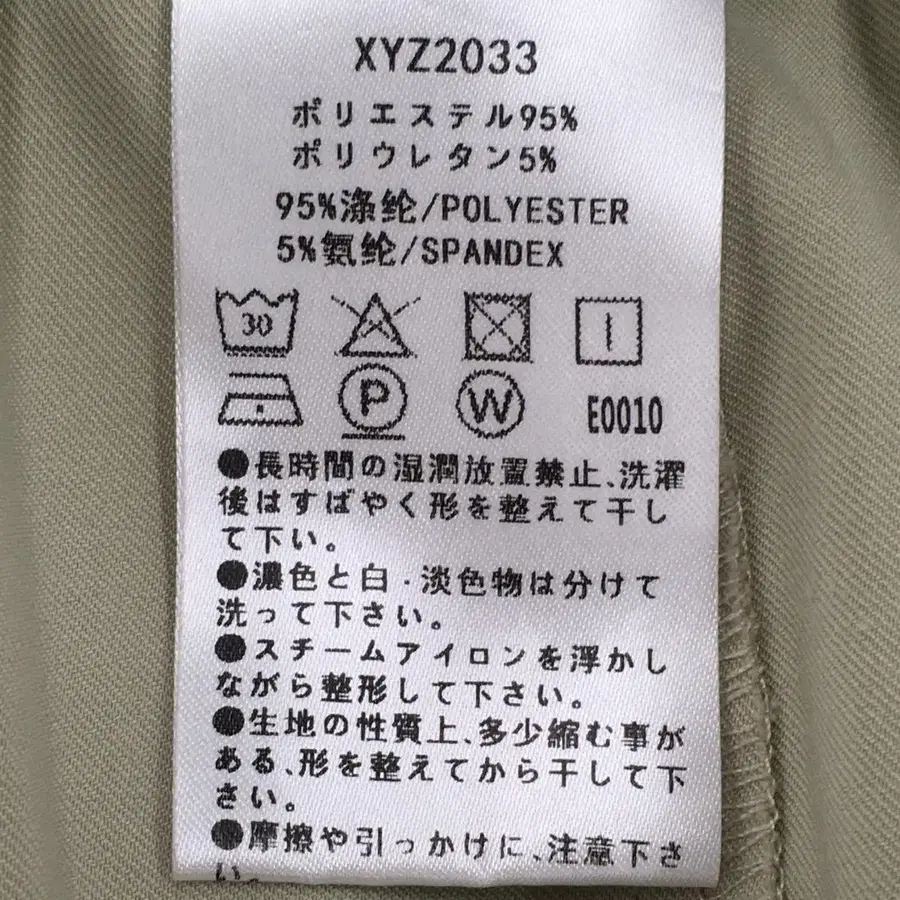 XYZ2033
ポリエステル95%
ポリウレタン5%
95%涤纶/POLYESTER
5%氨纶/SPANDEX
30
P
W
E0010
●長時間の湿潤放置禁止、洗濯
後はすばやく形を整えて干し
て下い。
●濃色と白·淡色物は分けて
洗って下さい。
●スチームアイロンを浮かし
ながら整形して下さい。
●生地の性質上、多少縮む事が
ある、形を整えてから干して下
さい。
●摩擦や引っかけに、注意下さ
い。